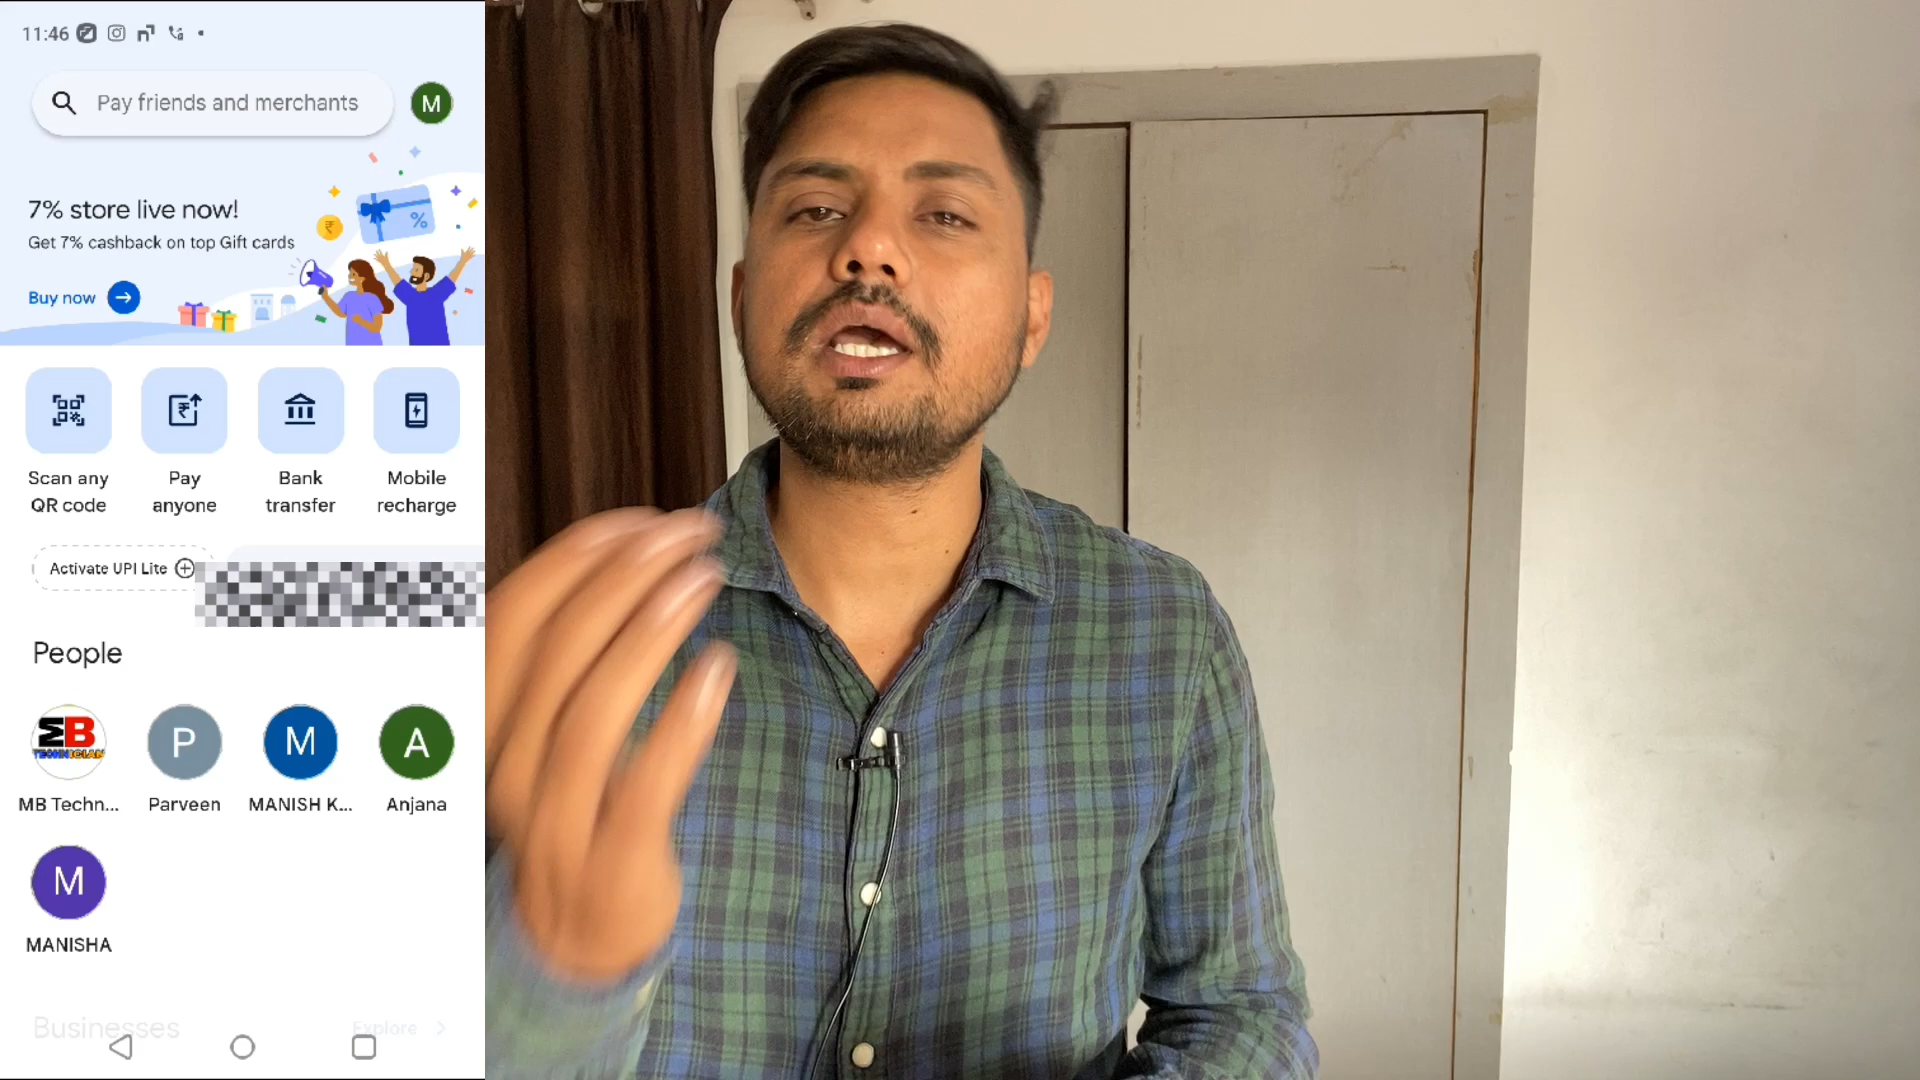 11:46
Pay friends and merchants
M
7% store live now!
Get 7% cashback on top Gift cards
₹
%
Buy now
Scan any
QR code
Pay
anyone
Bank
transfer
Mobile
recharge
Activate UPI Lite
People
MB
TECHNICIAN
P
M
A
MB Techn...
Parveen
MANISH K...
Anjana
M
MANISHA
Businesses
Explore